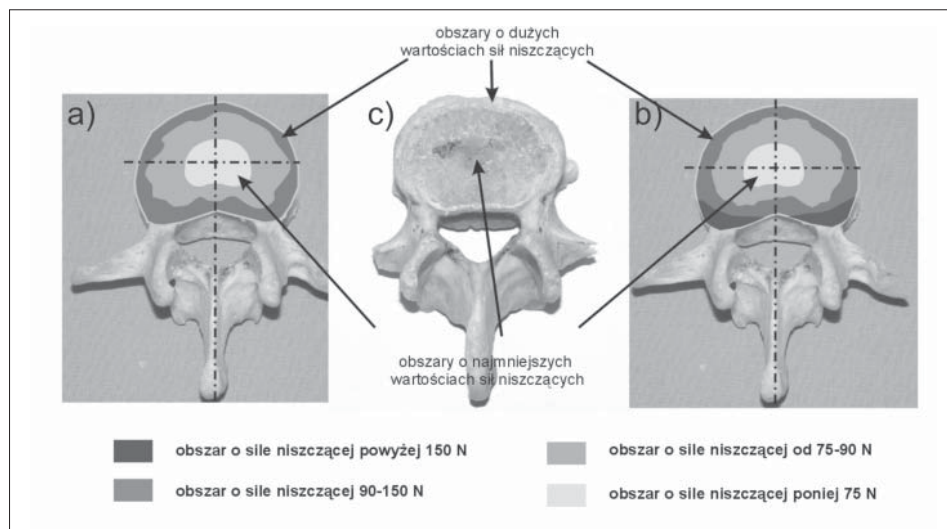 obszary o dużych
wartościach sił niszczących
a)
c)
b)
obszary o najmniejszych
wartościach sił niszczących
obszar o sile niszczącej powyżej 150 N
obszar o sile niszczącej od 75-90 N
obszar o sile niszczącej 90-150 N
obszar o sile niszczącej poniej 75 N